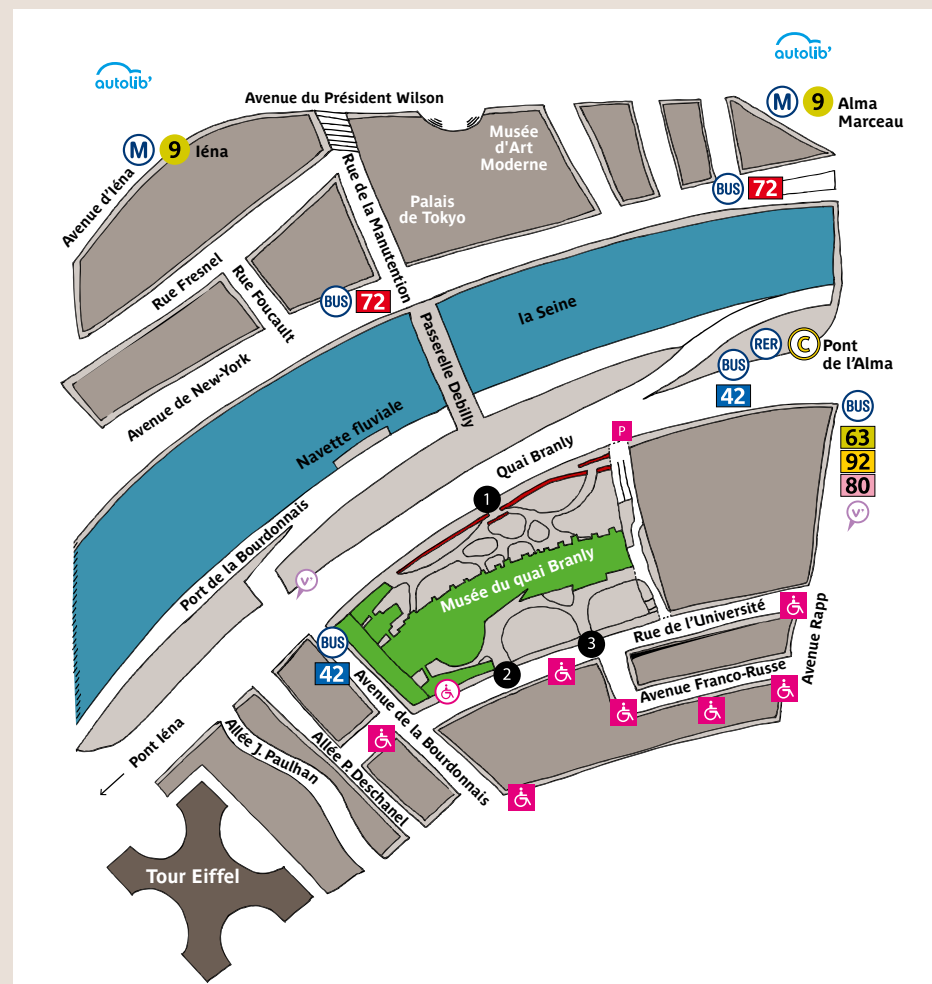 autolib'
autolib'
Avenue du Président Wilson
M 9 Alma
Marceau
M 9 Iéna
Musée
d'Art
Moderne
Avenue d'Iéna
Rue de la Manutention
Palais
de Tokyo
BUS 72
Rue Fresnel
Rue Foucault
BUS 72
la Seine
Passerelle Debilly
RER C Pont
de l'Alma
BUS
42
Avenue de New-York
Navette fluviale
BUS
63
92
80
V'
P
Quai Branly
1
Port de la Bourdonnais
V'
Musée du quai Branly
Rue de l'Université
Avenue Rapp
3
2
BUS
42
Avenue Franco-Russe
Avenue de la Bourdonnais
Pont Iéna
Allée J. Paulhan
Allée P. Deschanel
Tour Eiffel